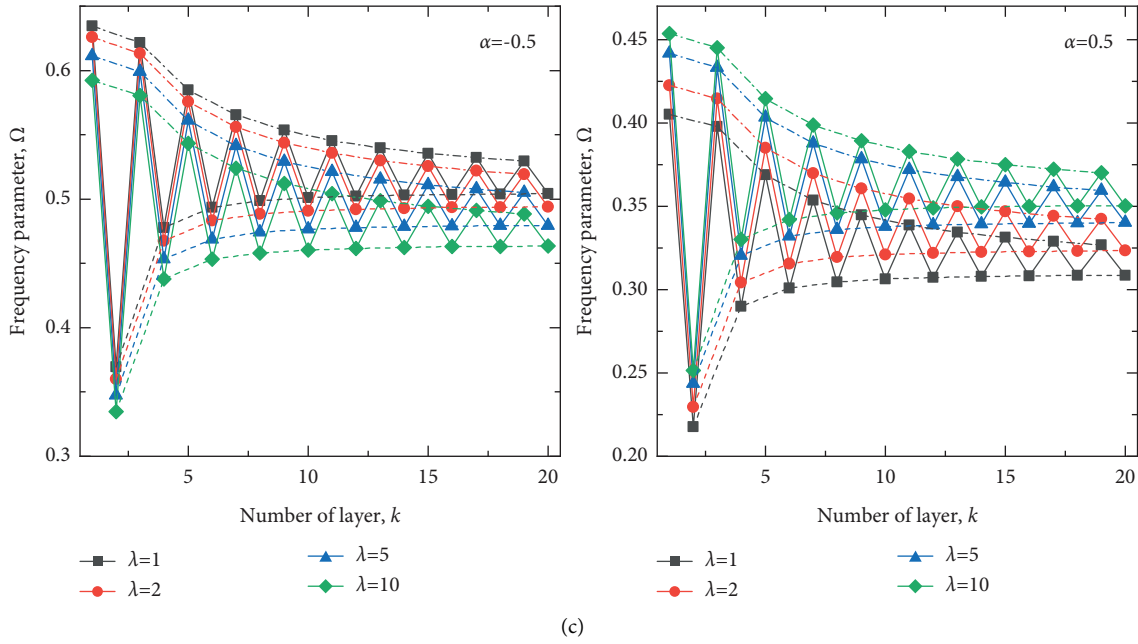 α=-0.5
0.6
0.5
0.4
0.3
Frequency parameter, Ω
5
10
15
20
Number of layer, k
λ=1
λ=5
λ=2
λ=10
α=0.5
0.45
0.40
0.35
0.30
0.25
0.20
Frequency parameter, Ω
5
10
15
20
Number of layer, k
λ=1
λ=5
λ=2
λ=10
(c)